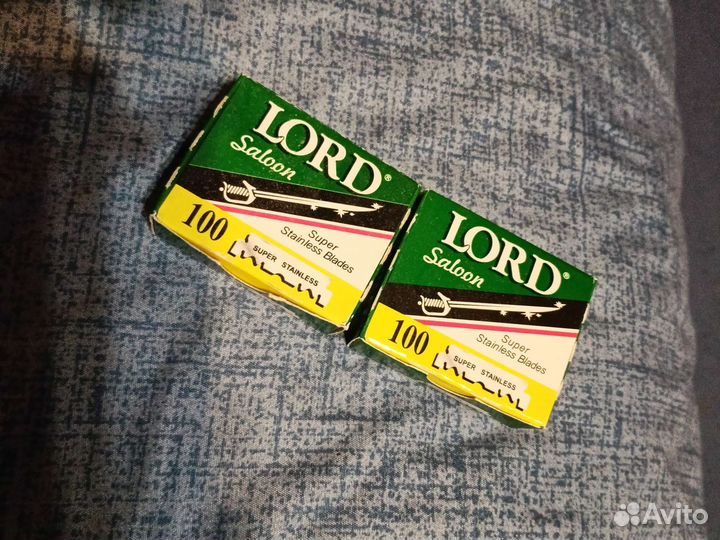 LORD®
Saloon
Super
Stainless Blades
100
SUPER STAINLESS
LORD®
Saloon
Super
Stainless Blades
100
SUPER STAINLESS
Avito